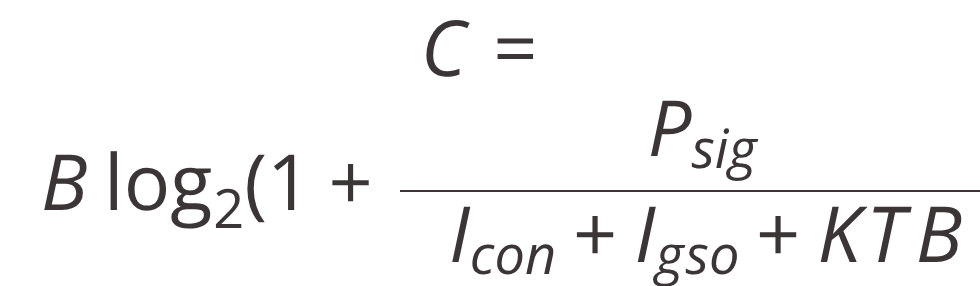 C =
B log₂(1 + P_sig / (I_con + I_gso + KTB)